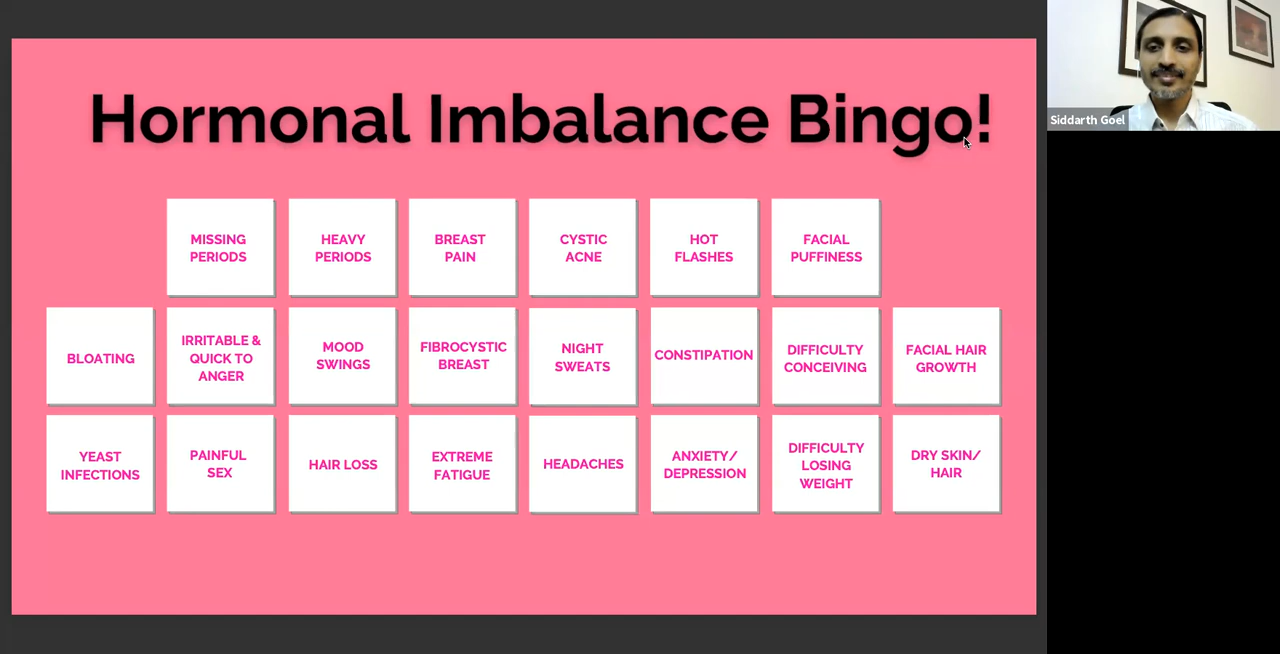 Hormonal Imbalance Bingo!
Siddarth Goel
MISSING
PERIODS
HEAVY
PERIODS
BREAST
PAIN
CYSTIC
ACNE
HOT
FLASHES
FACIAL
PUFFINESS
BLOATING
IRRITABLE &
QUICK TO
ANGER
MOOD
SWINGS
FIBROCYSTIC
BREAST
NIGHT
SWEATS
CONSTIPATION
DIFFICULTY
CONCEIVING
FACIAL HAIR
GROWTH
YEAST
INFECTIONS
PAINFUL
SEX
HAIR LOSS
EXTREME
FATIGUE
HEADACHES
ANXIETY/
DEPRESSION
DIFFICULTY
LOSING
WEIGHT
DRY SKIN/
HAIR